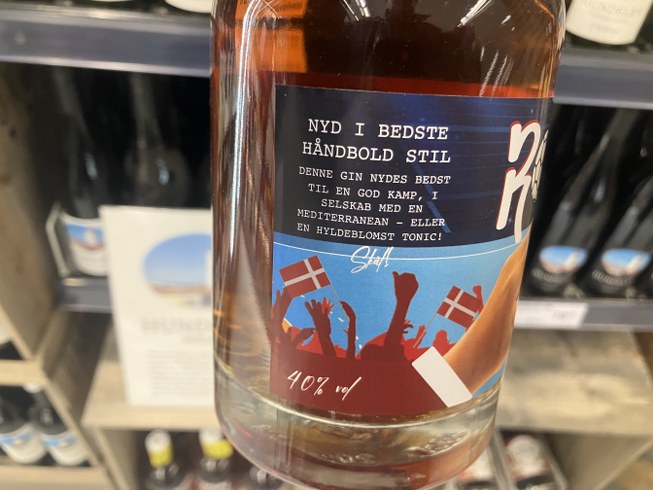 NYD I BEDSTE
HÅNDBOLD STIL
DENNE GIN NYDES BEDST
TIL EN GOD KAMP, I
SELSKAB MED EN
MEDITERRANEAN - ELLER
EN HYLDEBLOMST TONIC!
Skål!
40% vol